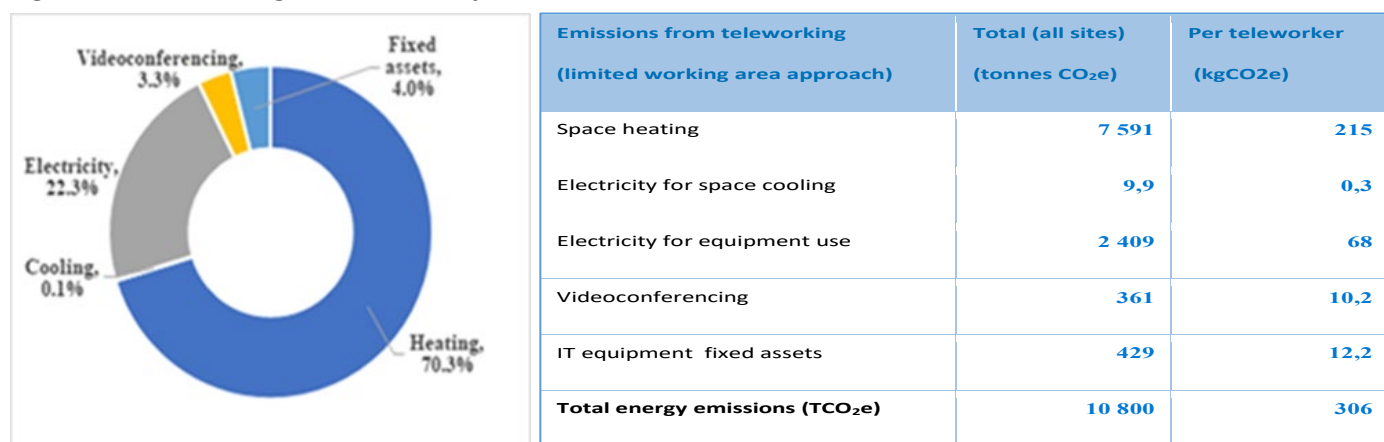 Videoconferencing,
3.3%
Fixed
assets,
4.0%
Electricity,
22.3%
Cooling,
0.1%
Heating,
70.3%
Emissions from teleworking
(limited working area approach)
Total (all sites)
(tonnes CO₂e)
Per teleworker
(kgCO2e)
Space heating 7 591 215
Electricity for space cooling 9,9 0,3
Electricity for equipment use 2 409 68
Videoconferencing 361 10,2
IT equipment fixed assets 429 12,2
Total energy emissions (TCO₂e) 10 800 306